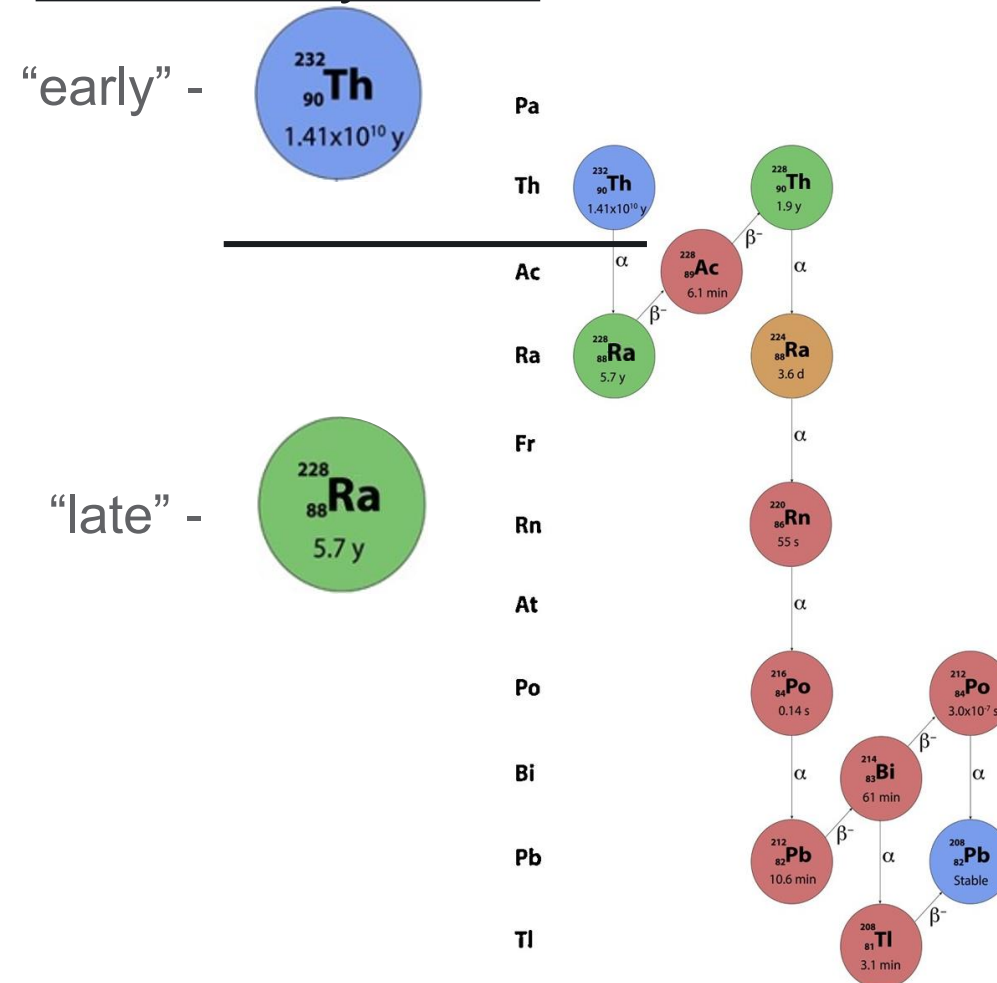 “early” -
232
90Th
1.41x10¹⁰ y
“late” -
228
88Ra
5.7 y
Pa
Th
Ac
Ra
Fr
Rn
At
Po
Bi
Pb
Tl
232
90Th
1.41x10¹⁰ y
α
228
88Ra
5.7 y
β⁻
228
89Ac
6.1 min
β⁻
228
90Th
1.9 y
α
224
88Ra
3.6 d
α
220
86Rn
55 s
α
216
84Po
0.14 s
α
212
82Pb
10.6 min
β⁻
214
83Bi
61 min
β⁻
212
84Po
3.0x10⁻⁷ s
α
α
208
82Pb
Stable
208
81Tl
3.1 min
β⁻